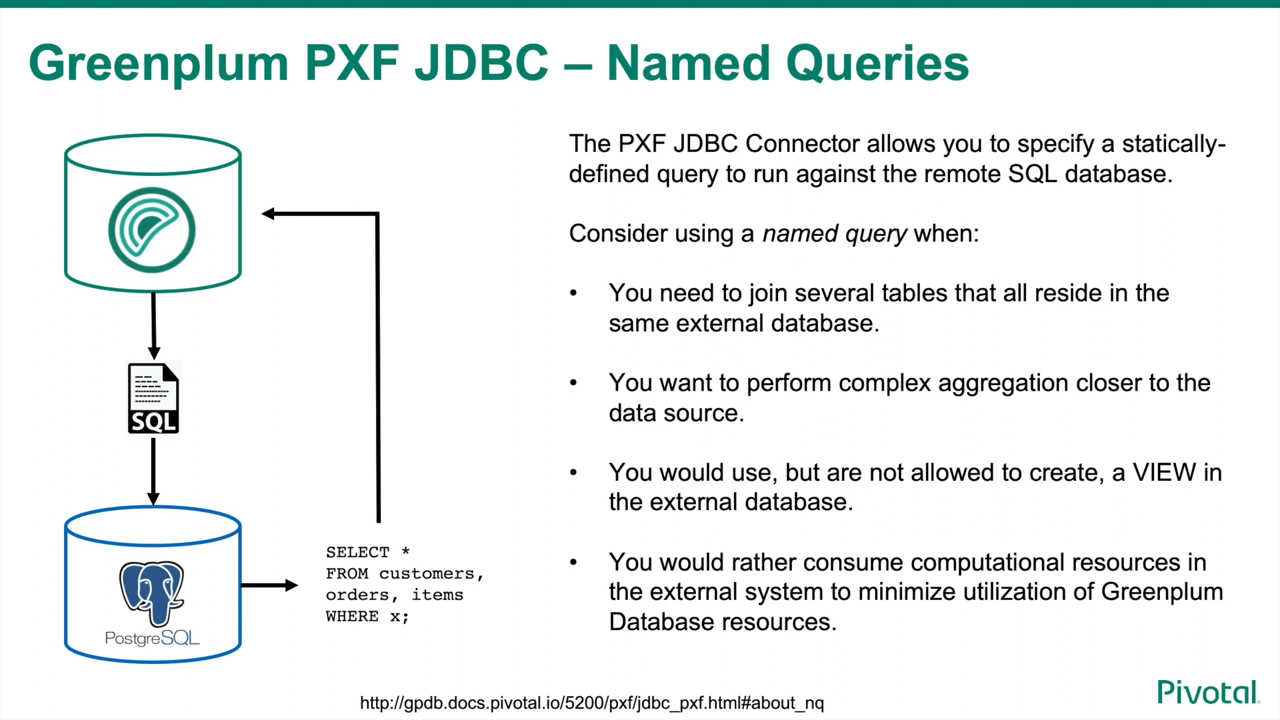 Greenplum PXF JDBC – Named Queries
The PXF JDBC Connector allows you to specify a statically-
defined query to run against the remote SQL database.
Consider using a named query when:
• You need to join several tables that all reside in the
same external database.
• You want to perform complex aggregation closer to the
data source.
• You would use, but are not allowed to create, a VIEW in
the external database.
• You would rather consume computational resources in
the external system to minimize utilization of Greenplum
Database resources.
SQL
PostgreSQL
SELECT *
FROM customers,
orders, items
WHERE x;
http://gpdb.docs.pivotal.io/5200/pxf/jdbc_pxf.html#about_nq
Pivotal